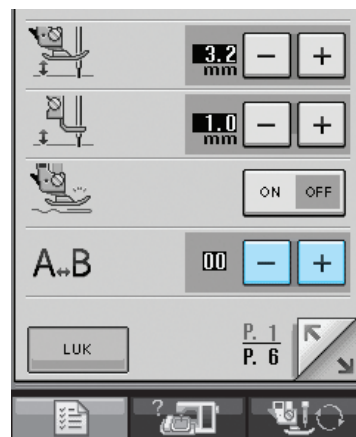 3.2 mm - +
1.0 mm - +
ON OFF
A↔B 00 - +
LUK
P. 1
P. 6
?